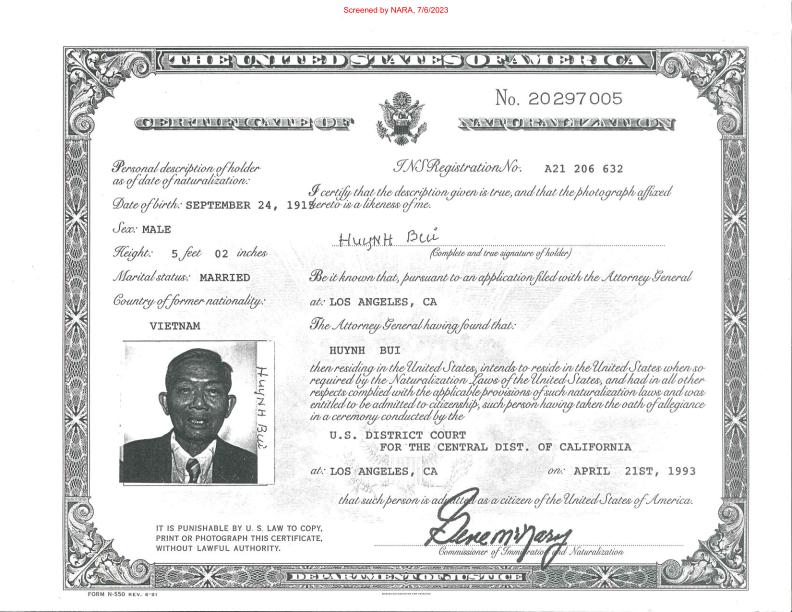 Screened by NARA, 7/6/2023
THE UNITED STATES OF AMERICA
No. 20297005
CERTIFICATE OF NATURALIZATION
Personal description of holder
as of date of naturalization:
Date of birth: SEPTEMBER 24, 191
Sex: MALE
Height: 5 feet 02 inches
Marital status: MARRIED
Country of former nationality:
VIETNAM
HUYNH BUI
INS Registration No. A21 206 632
I certify that the description given is true, and that the photograph affixed
hereto is a likeness of me.
HUYNH BUI
(Complete and true signature of holder)
Be it known that, pursuant to an application filed with the Attorney General
at: LOS ANGELES, CA
The Attorney General having found that:
HUYNH BUI
then residing in the United States, intends to reside in the United States when so
required by the Naturalization Laws of the United States, and had in all other
respects complied with the applicable provisions of such naturalization laws and was
entitled to be admitted to citizenship, such person having taken the oath of allegiance
in a ceremony conducted by the
U.S. DISTRICT COURT
FOR THE CENTRAL DIST. OF CALIFORNIA
at: LOS ANGELES, CA on: APRIL 21ST, 1993
that such person is admitted as a citizen of the United States of America.
Gene McNary
Commissioner of Immigration and Naturalization
IT IS PUNISHABLE BY U. S. LAW TO COPY,
PRINT OR PHOTOGRAPH THIS CERTIFICATE,
WITHOUT LAWFUL AUTHORITY.
DEPARTMENT OF JUSTICE
FORM N-550 REV. 6-91